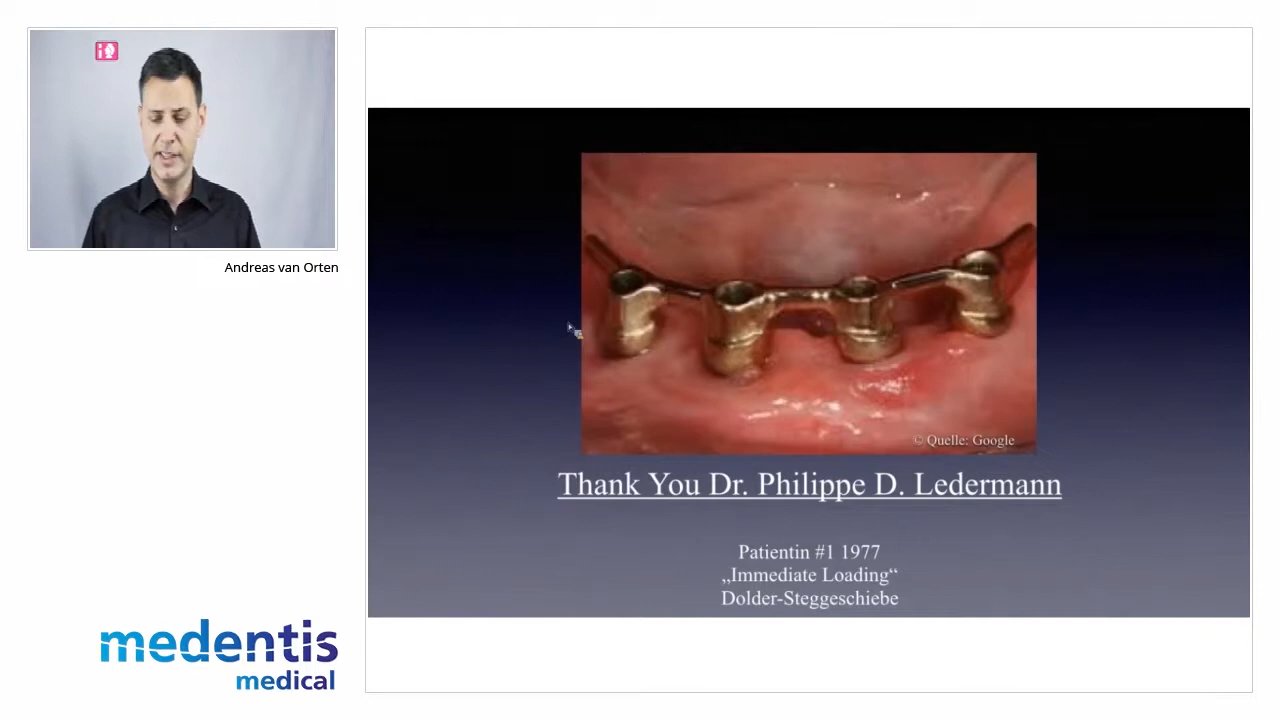 i
Andreas van Orten
medentis
medical
© Quelle: Google
Thank You Dr. Philippe D. Ledermann
Patientin #1 1977
„Immediate Loading“
Dolder-Steggeschiebe